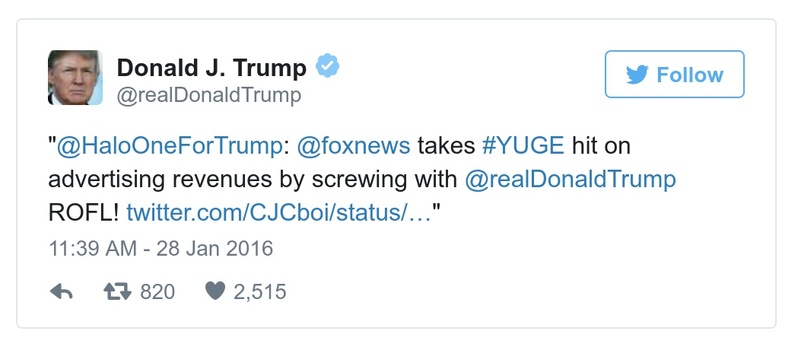 Donald J. Trump
@realDonaldTrump
Follow
"@HaloOneForTrump: @foxnews takes #YUGE hit on
advertising revenues by screwing with @realDonaldTrump
ROFL! twitter.com/CJCboi/status/…"
11:39 AM - 28 Jan 2016
820 2,515